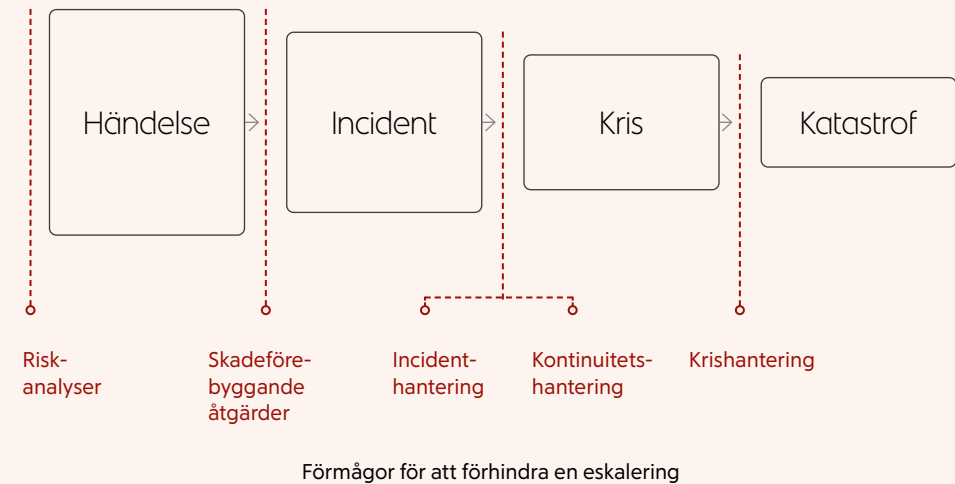 Händelse
Incident
Kris
Katastrof
Risk-
analyser
Skadeföre-
byggande
åtgärder
Incident-
hantering
Kontinuitets-
hantering
Krishantering
Förmågor för att förhindra en eskalering